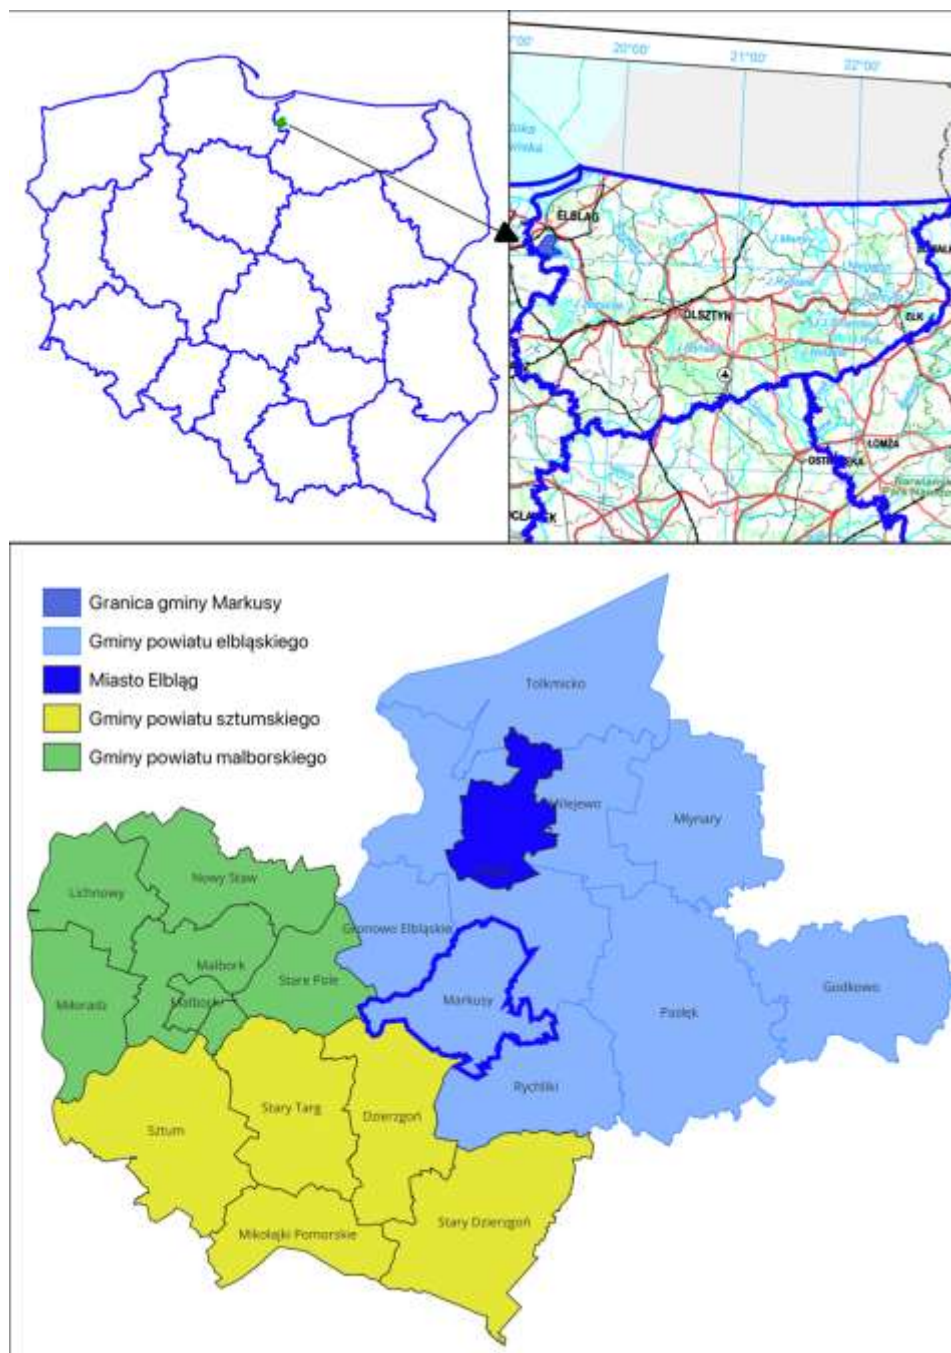 20°00'
21°00'
22°00'
ELBLĄG
OLSZTYN
EŁK
ŁOMŻA
Granica gminy Markusy
Gminy powiatu elbląskiego
Miasto Elbląg
Gminy powiatu sztumskiego
Gminy powiatu malborskiego
Tolkmicko
Milejewo
Młynary
Lichnowy
Nowy Staw
Gronowo Elbląskie
Malbork
Stare Pole
Markusy
Godkowo
Miłoradz
Malbork
Pasłęk
Rychliki
Stary Targ
Dzierzgoń
Sztum
Stary Dzierzgoń
Mikołajki Pomorskie